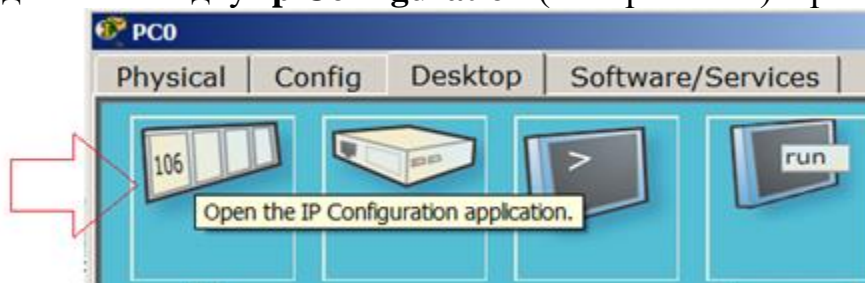 PC0
Physical Config Desktop Software/Services
106 > run
Open the IP Configuration application.